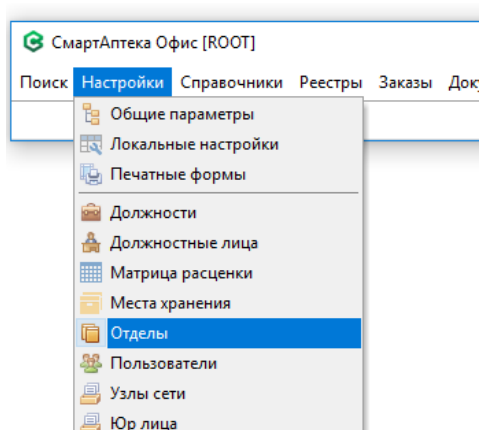 СмартАптека Офис [ROOT]
Поиск Настройки Справочники Реестры Заказы
Общие параметры
Локальные настройки
Печатные формы
Должности
Должностные лица
Матрица расценки
Места хранения
Отделы
Пользователи
Узлы сети
Юр лица